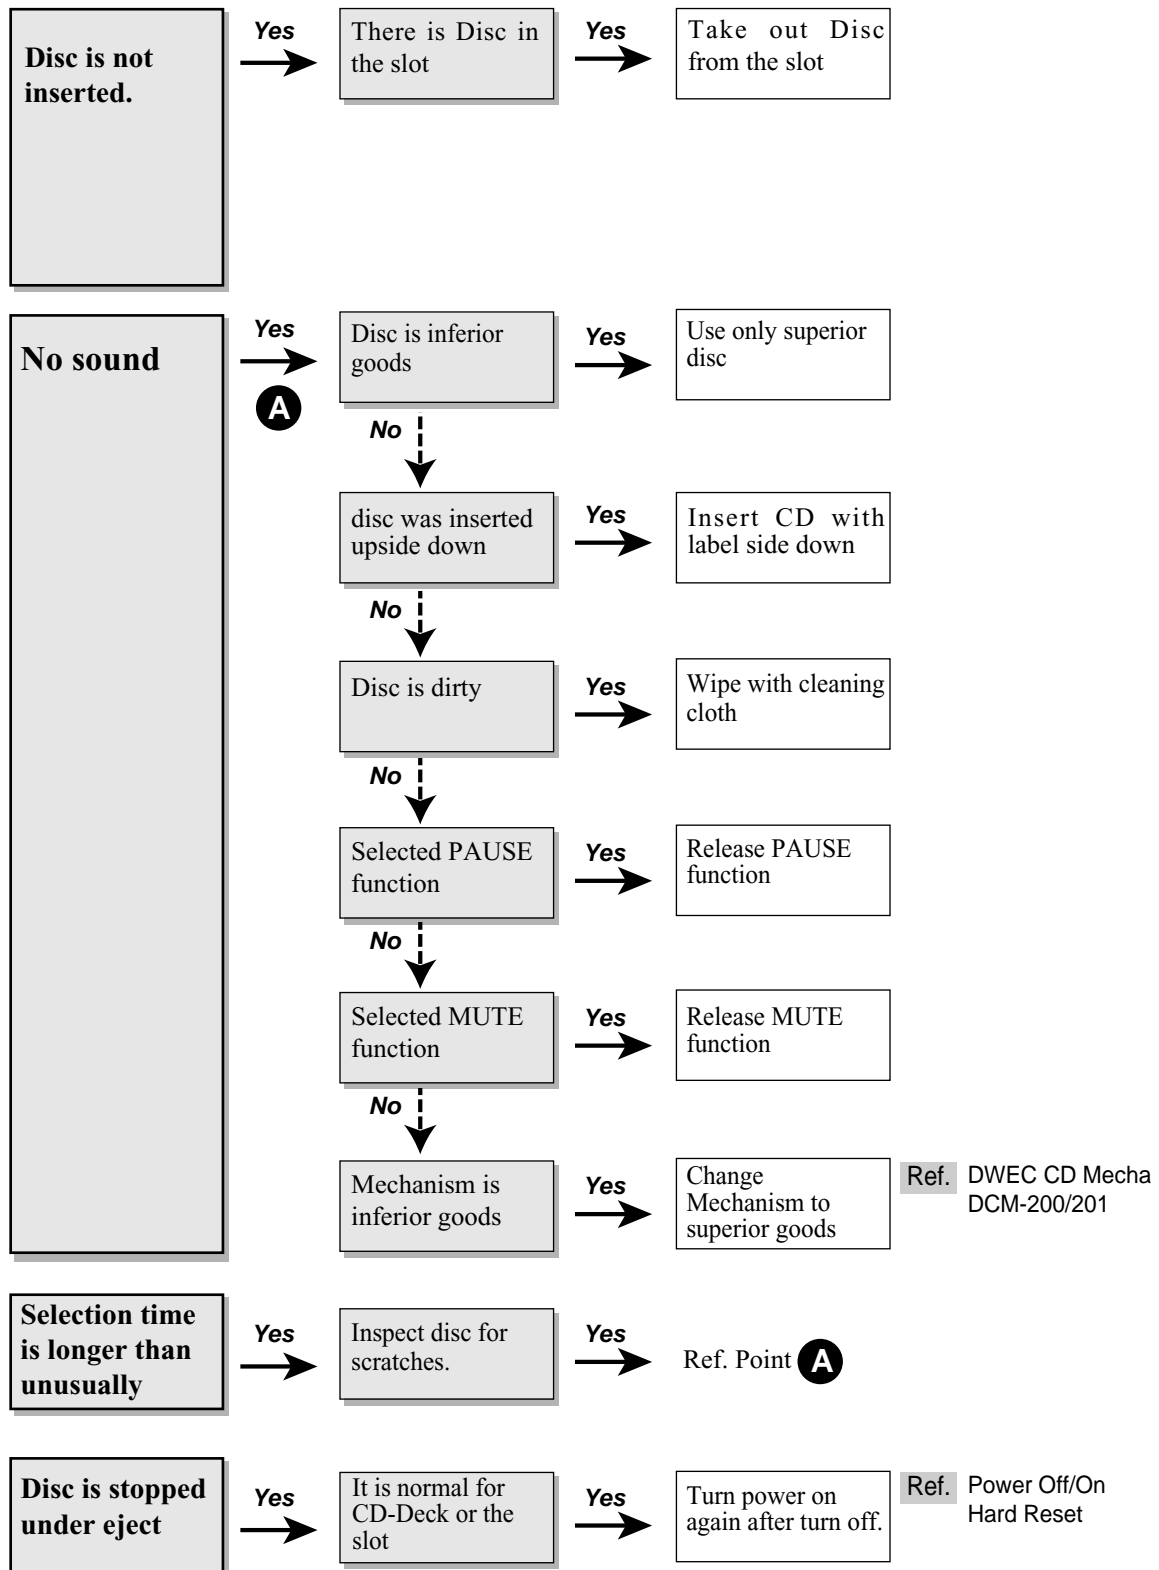 Disc is not
inserted.
Yes
There is Disc in
the slot
Yes
Take out Disc
from the slot
No sound
Yes
A
Disc is inferior
goods
Yes
Use only superior
disc
No
disc was inserted
upside down
Yes
Insert CD with
label side down
No
Disc is dirty
Yes
Wipe with cleaning
cloth
No
Selected PAUSE
function
Yes
Release PAUSE
function
No
Selected MUTE
function
Yes
Release MUTE
function
No
Mechanism is
inferior goods
Yes
Change
Mechanism to
superior goods
Ref. DWEC CD Mecha
DCM-200/201
Selection time
is longer than
unusually
Yes
Inspect disc for
scratches.
Yes
Ref. Point A
Disc is stopped
under eject
Yes
It is normal for
CD-Deck or the
slot
Yes
Turn power on
again after turn off.
Ref. Power Off/On
Hard Reset